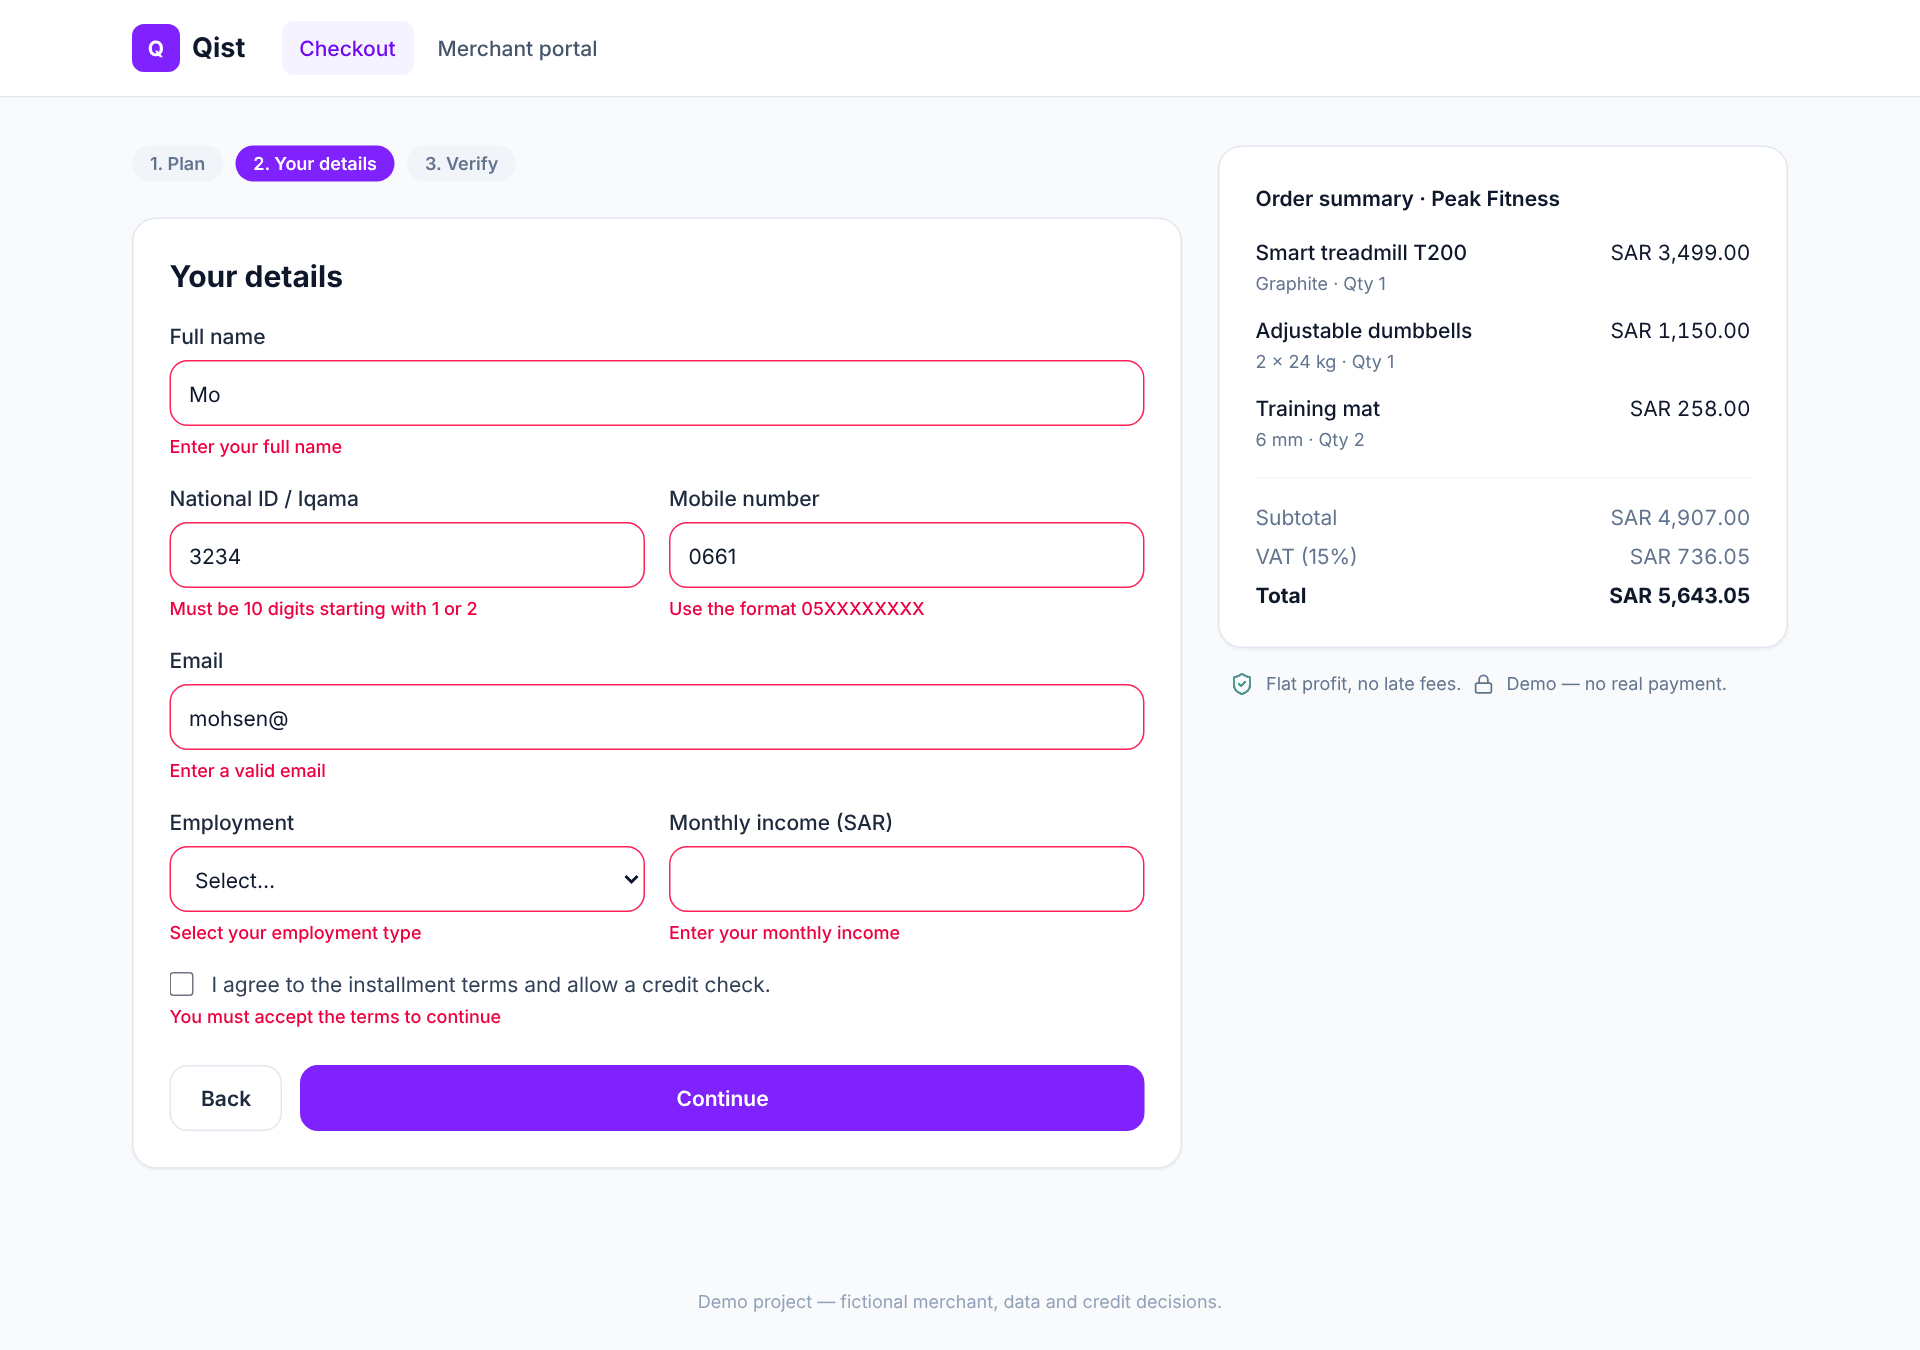 Q Qist Checkout Merchant portal
1. Plan 2. Your details 3. Verify
Your details
Full name
Mo
Enter your full name
National ID / Iqama Mobile number
3234 0661
Must be 10 digits starting with 1 or 2 Use the format 05XXXXXXXX
Email
mohsen@
Enter a valid email
Employment Monthly income (SAR)
Select...
Select your employment type Enter your monthly income
I agree to the installment terms and allow a credit check.
You must accept the terms to continue
Back Continue
Order summary · Peak Fitness
Smart treadmill T200 SAR 3,499.00
Graphite · Qty 1
Adjustable dumbbells SAR 1,150.00
2 × 24 kg · Qty 1
Training mat SAR 258.00
6 mm · Qty 2
Subtotal SAR 4,907.00
VAT (15%) SAR 736.05
Total SAR 5,643.05
Flat profit, no late fees. Demo — no real payment.
Demo project — fictional merchant, data and credit decisions.